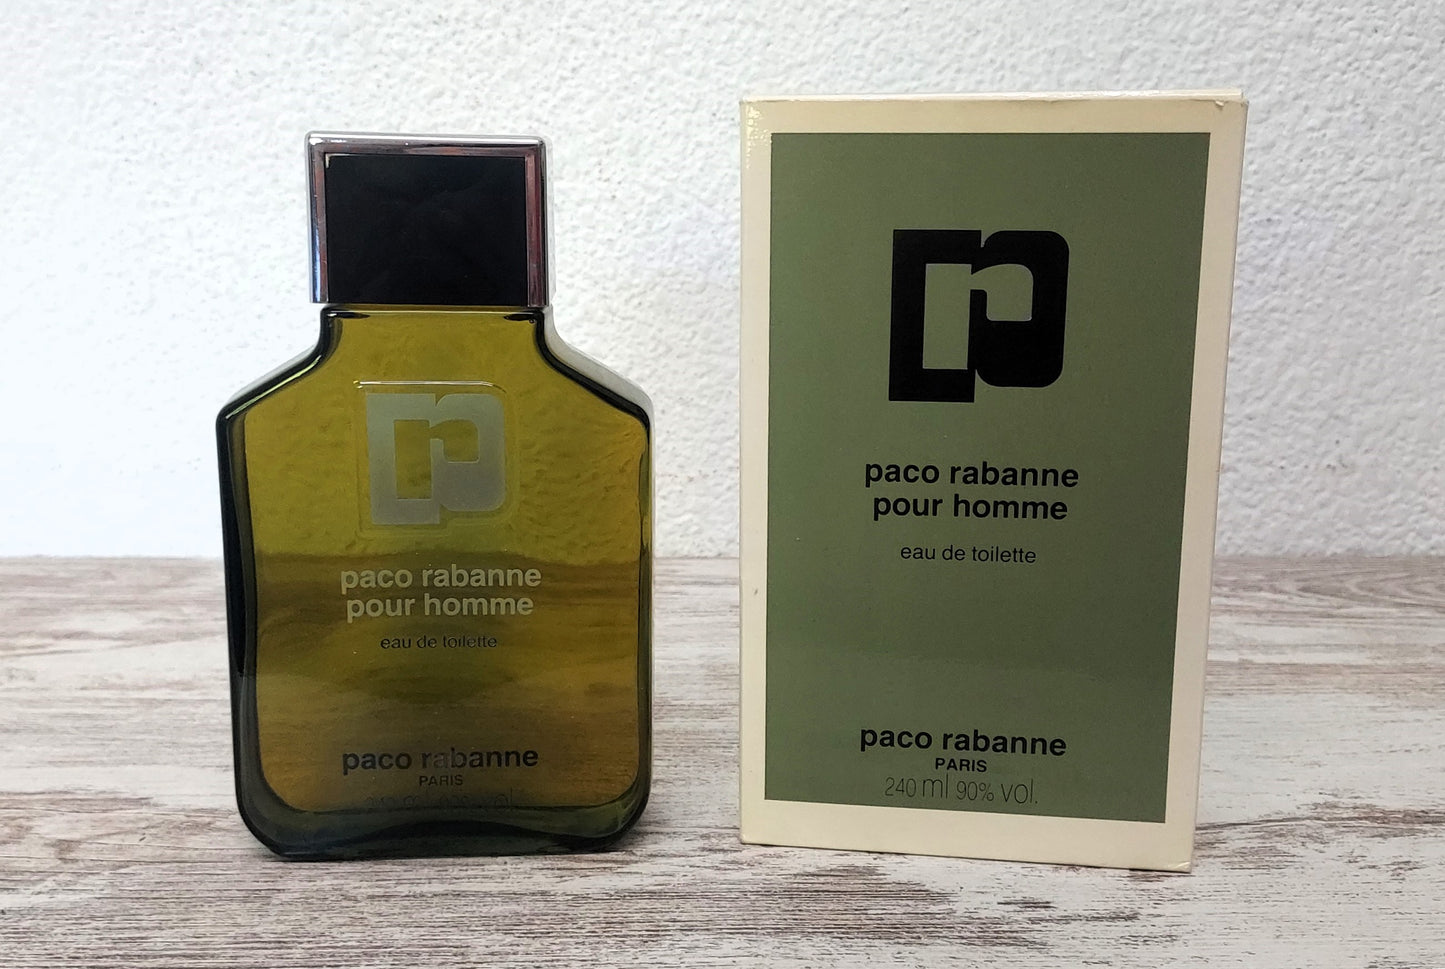 paco rabanne
pour homme
eau de toilette
paco rabanne
PARIS
paco rabanne
pour homme
eau de toilette
paco rabanne
PARIS
240 ml 90% vol.